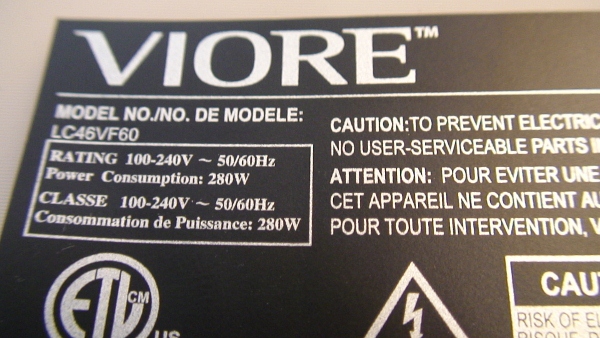 VIORE™
MODEL NO./NO. DE MODELE:
LC46VF60
RATING 100-240V ~ 50/60Hz
Power Consumption: 280W
CLASSE 100-240V ~ 50/60Hz
Consommation de Puissance: 280W
CAUTION:TO PREVENT ELECTRIC
NO USER-SERVICEABLE PARTS
ATTENTION: POUR EVITER UNE
CET APPAREIL NE CONTIENT
POUR TOUTE INTERVENTION,
ETL CM
US
RISK OF